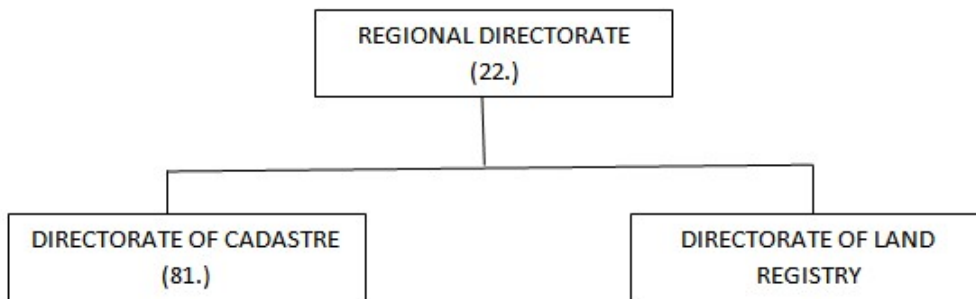 REGIONAL DIRECTORATE
(22.)
DIRECTORATE OF CADASTRE
(81.)
DIRECTORATE OF LAND
REGISTRY